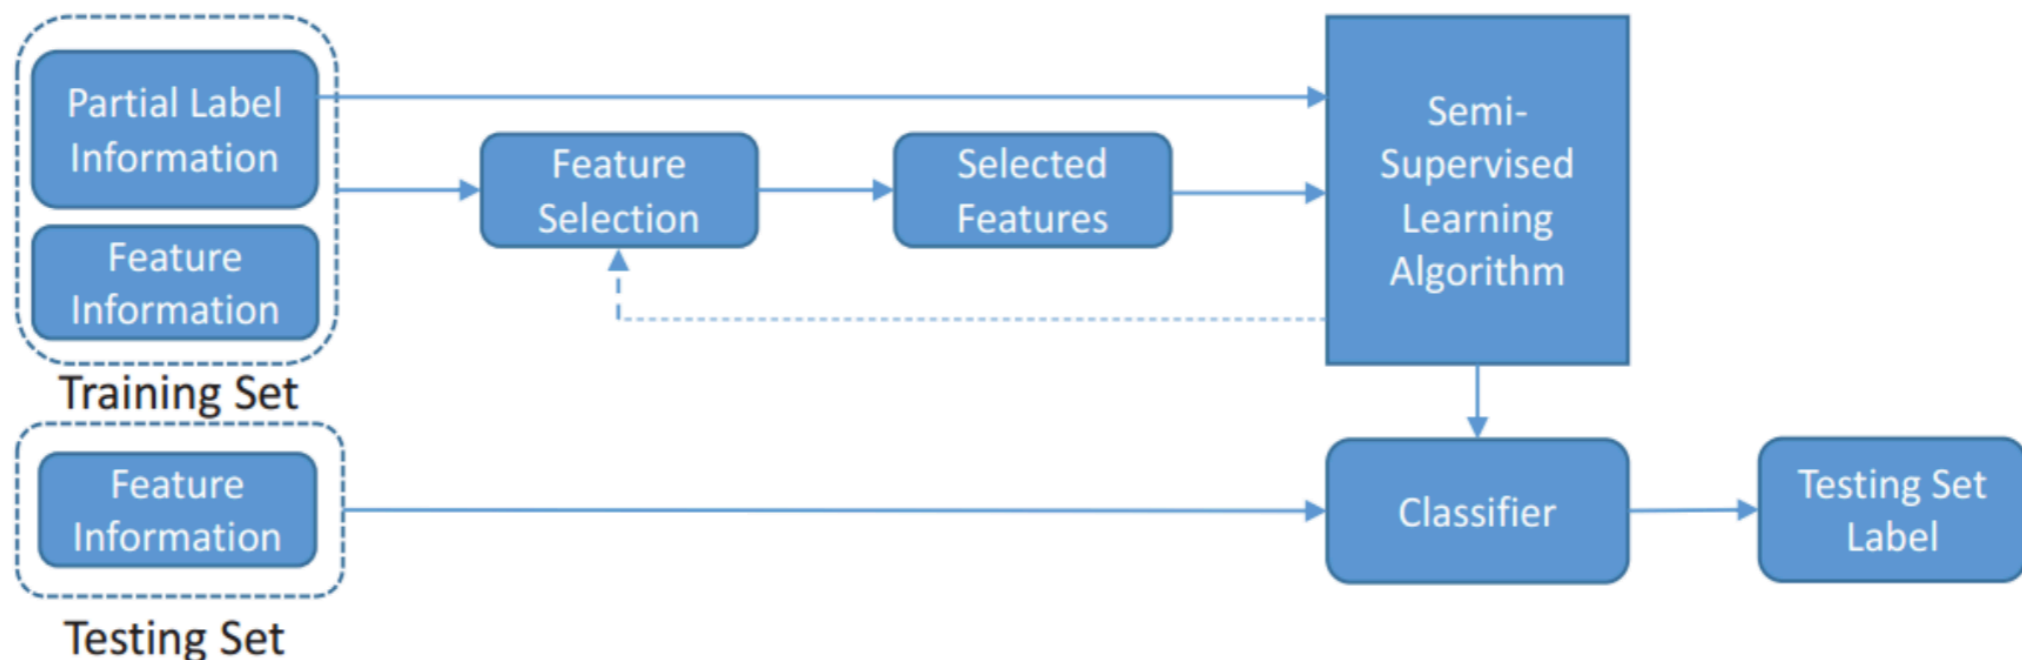 Partial Label
Information
Feature
Information
Training Set
Feature
Selection
Selected
Features
Semi-
Supervised
Learning
Algorithm
Feature
Information
Testing Set
Classifier
Testing Set
Label